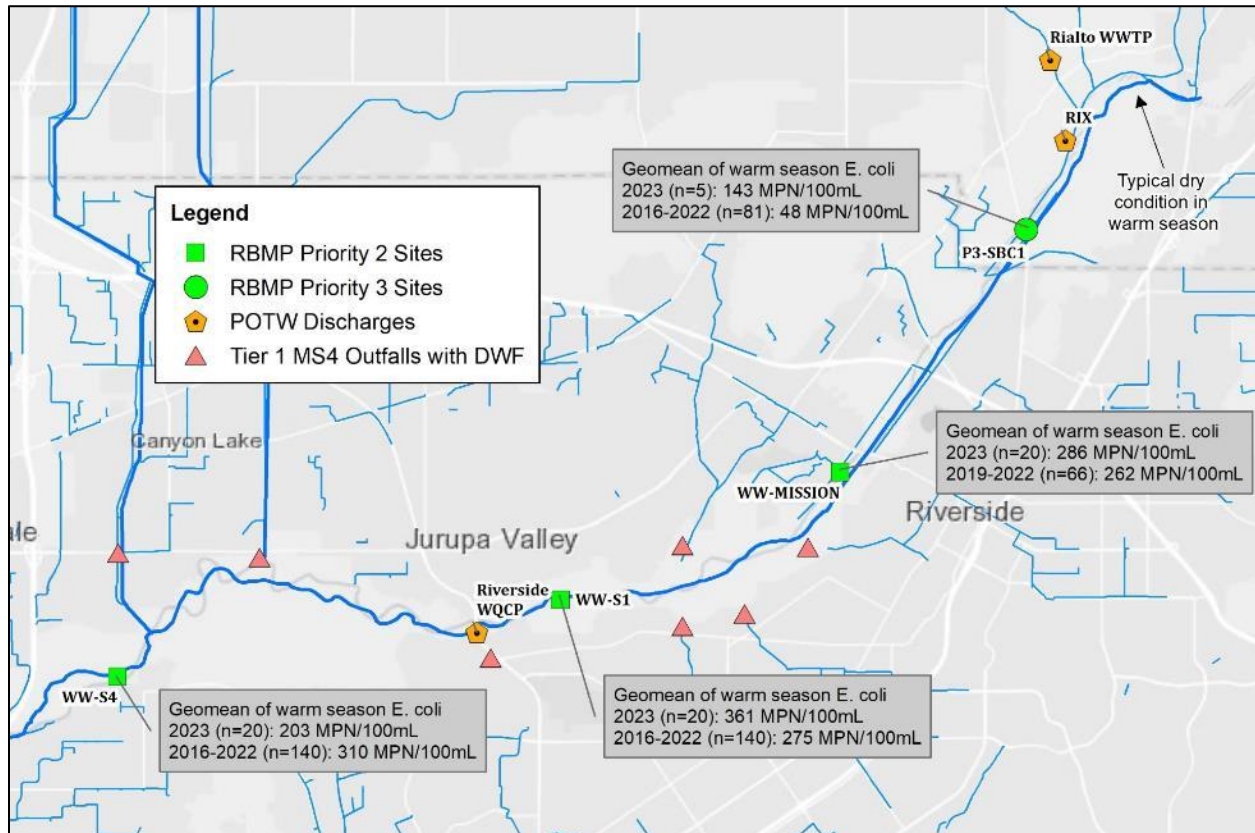 Rialto WWTP
RIX
Geomean of warm season E. coli
2023 (n=5): 143 MPN/100mL
2016-2022 (n=81): 48 MPN/100mL
Typical dry
condition in
warm season
P3-SBC1
Legend
RBMP Priority 2 Sites
RBMP Priority 3 Sites
POTW Discharges
Tier 1 MS4 Outfalls with DWF
Canyon Lake
Geomean of warm season E. coli
2023 (n=20): 286 MPN/100mL
2019-2022 (n=66): 262 MPN/100mL
WW-MISSION
Riverside
ale
Jurupa Valley
Riverside
WQCP
WW-S1
WW-S4
Geomean of warm season E. coli
2023 (n=20): 203 MPN/100mL
2016-2022 (n=140): 310 MPN/100mL
Geomean of warm season E. coli
2023 (n=20): 361 MPN/100mL
2016-2022 (n=140): 275 MPN/100mL